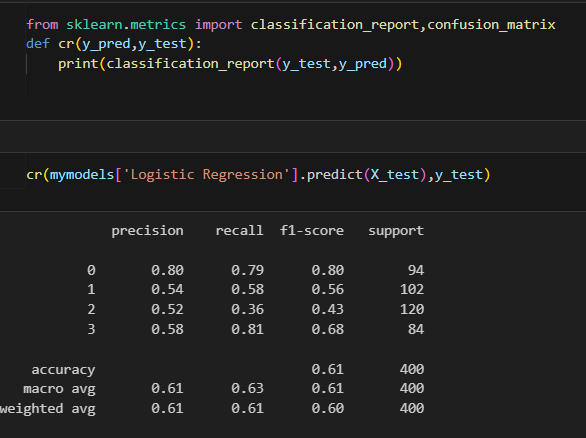 from sklearn.metrics import classification_report,confusion_matrix
def cr(y_pred,y_test):
    print(classification_report(y_test,y_pred))
cr(mymodels['Logistic Regression'].predict(X_test),y_test)
precision recall f1-score support
0 0.80 0.79 0.80 94
1 0.54 0.58 0.56 102
2 0.52 0.36 0.43 120
3 0.58 0.81 0.68 84
accuracy 0.61 400
macro avg 0.61 0.63 0.61 400
weighted avg 0.61 0.61 0.60 400